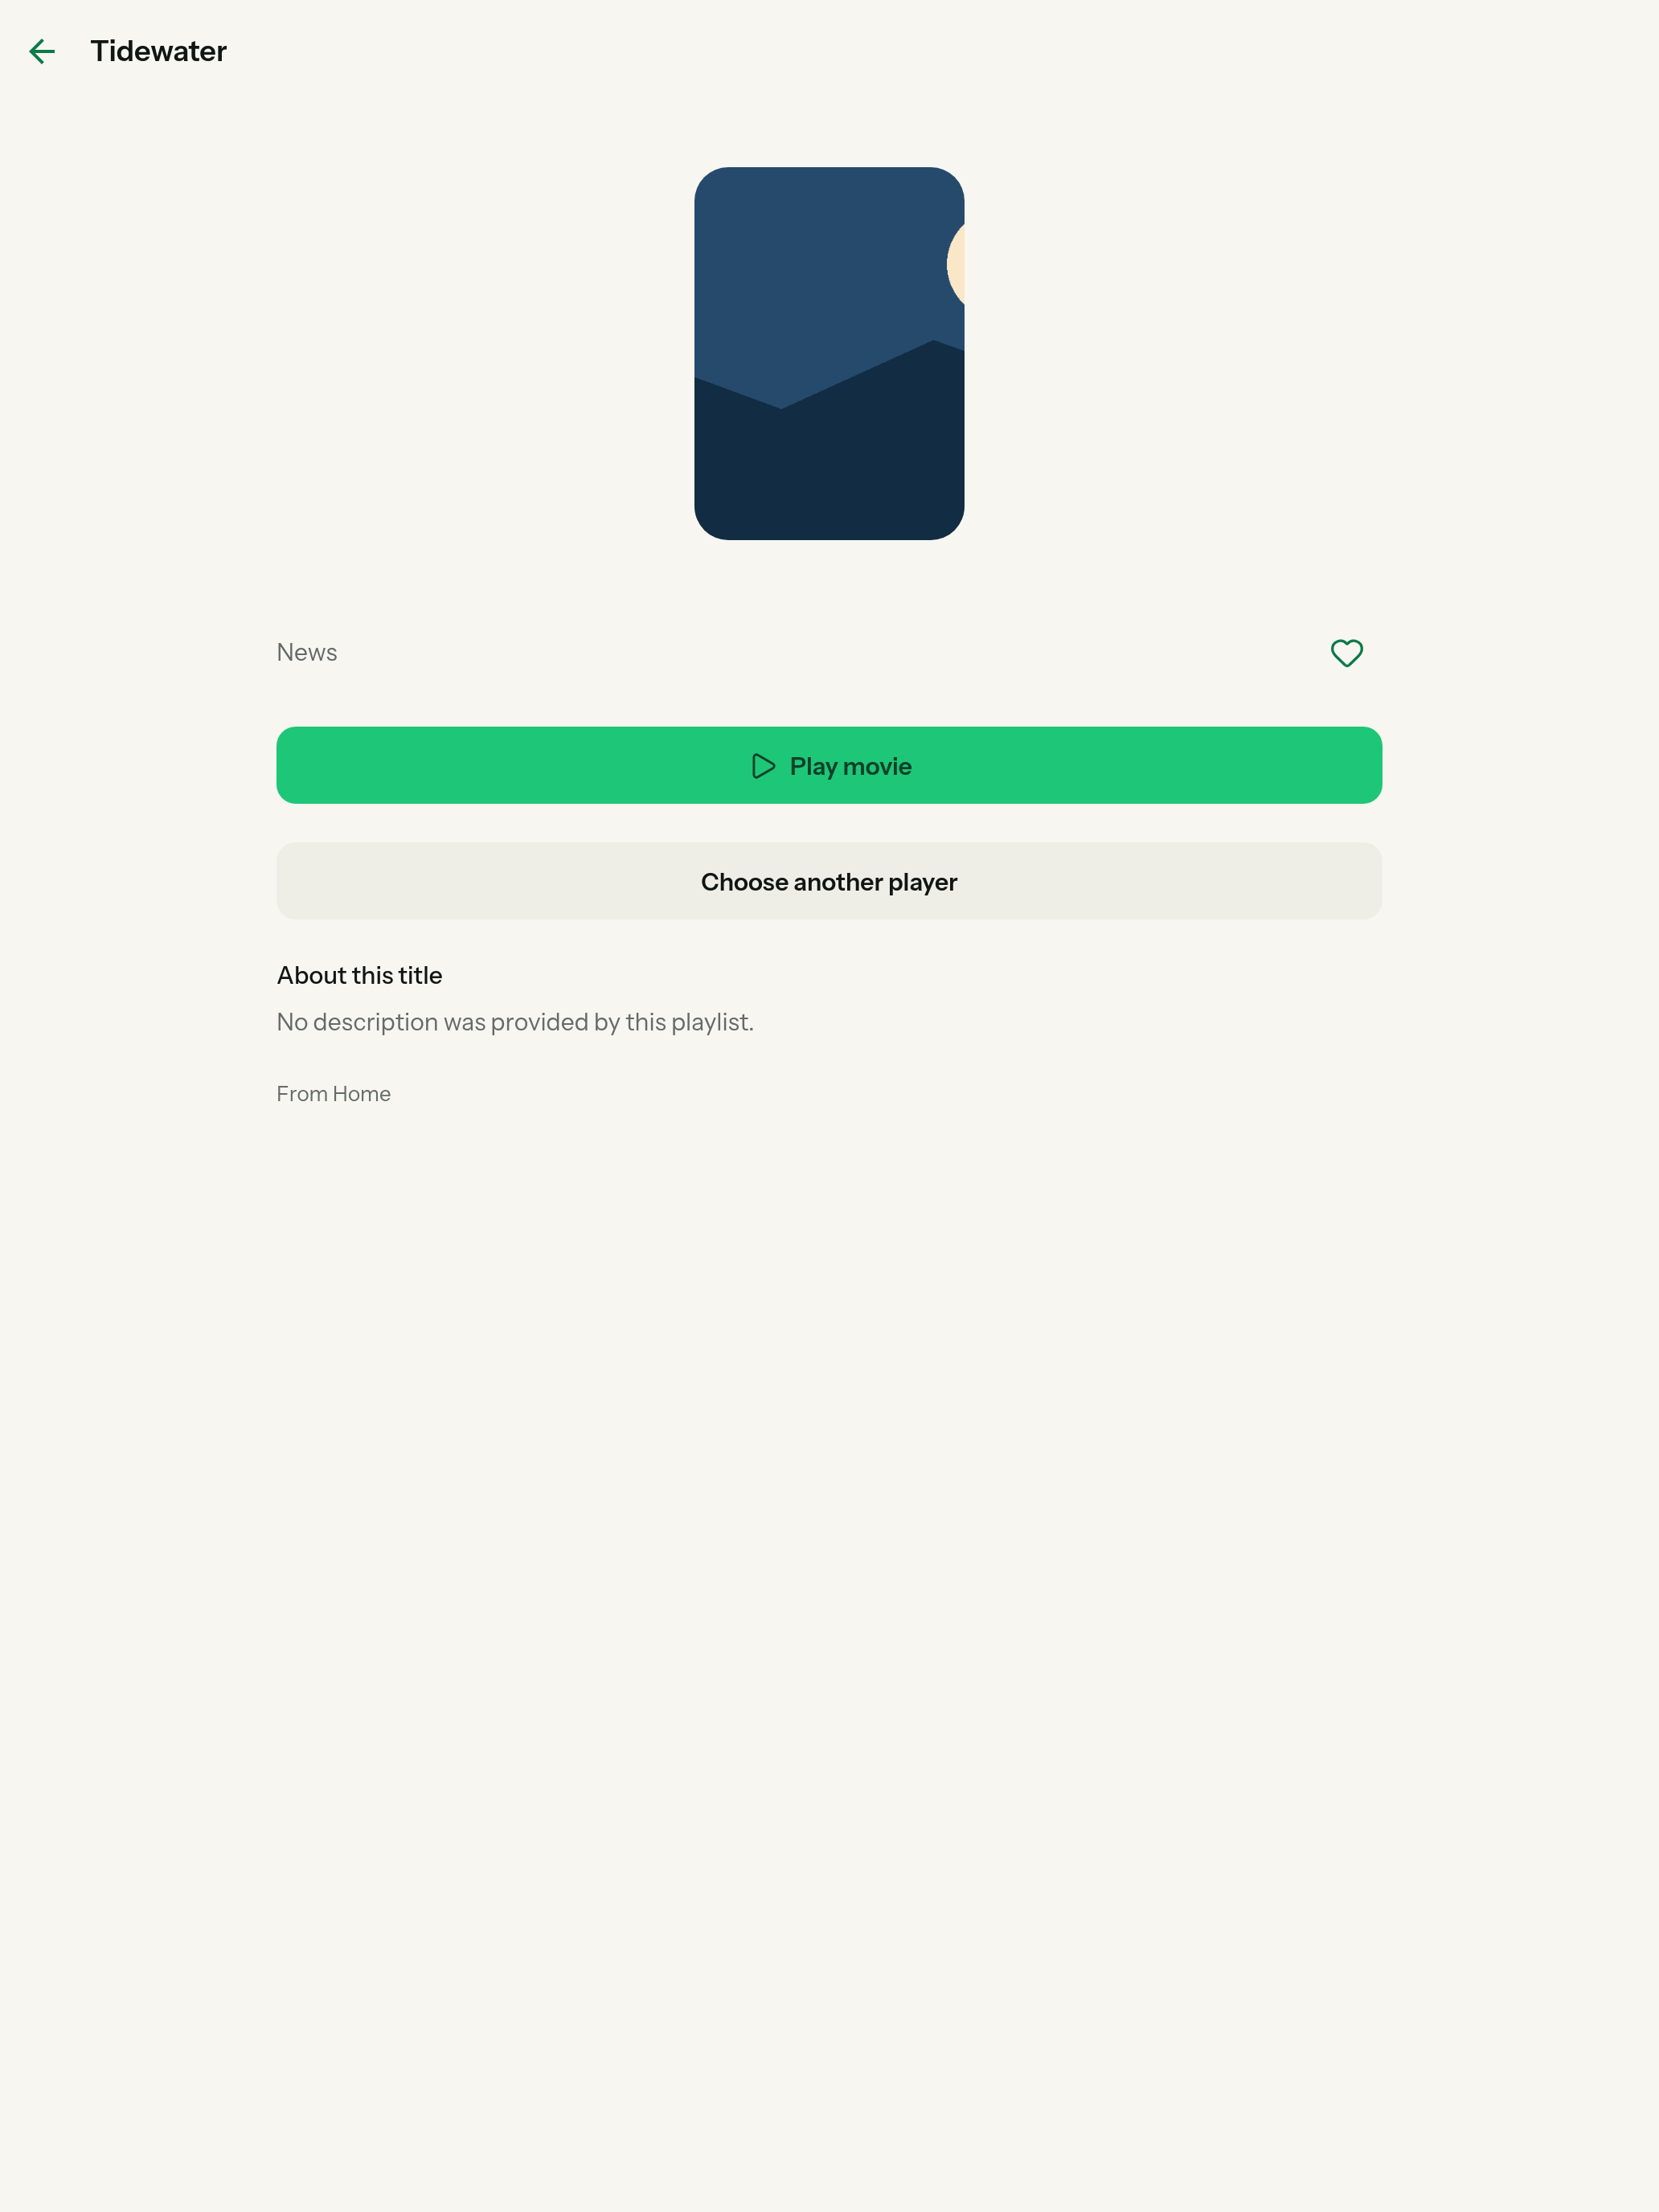 Tidewater
News
Play movie
Choose another player
About this title
No description was provided by this playlist.
From Home